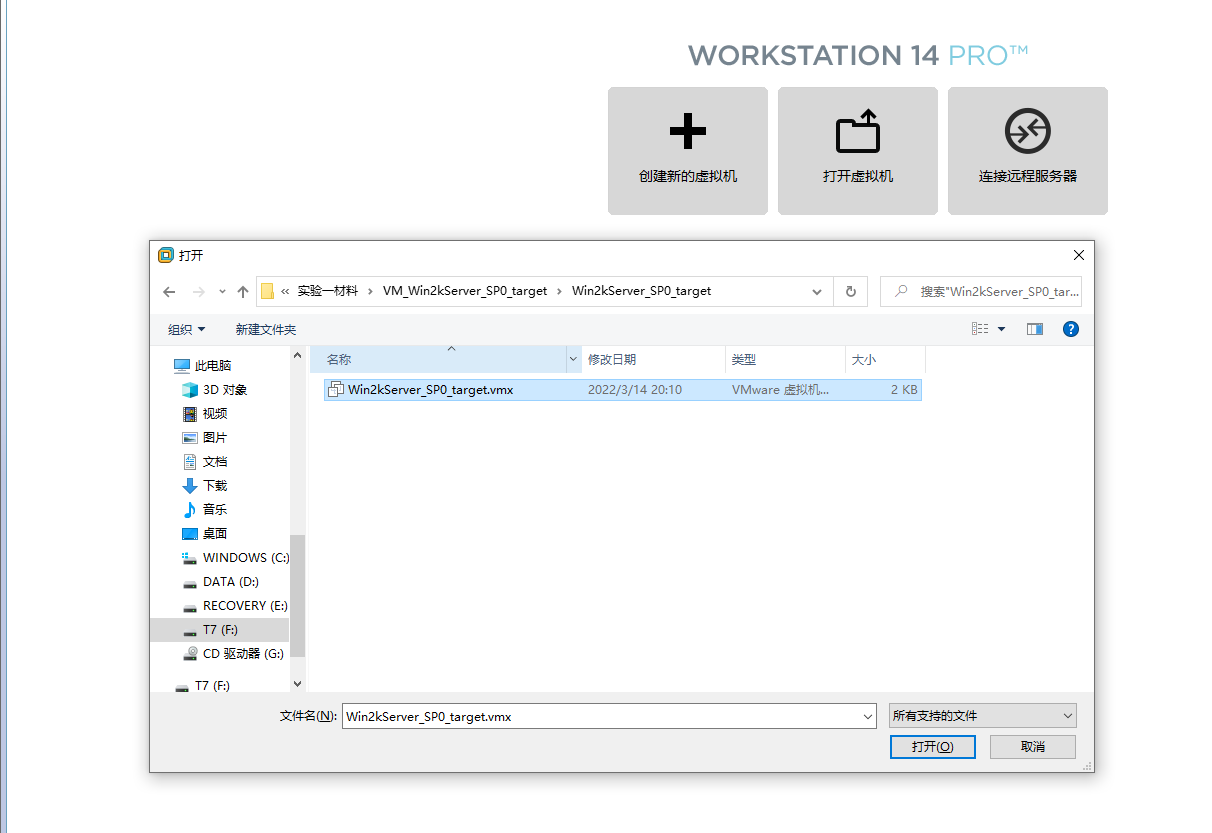 WORKSTATION 14 PRO™
创建新的虚拟机
打开虚拟机
连接远程服务器
打开
« 实验一材料 › VM_Win2kServer_SP0_target › Win2kServer_SP0_target
搜索"Win2kServer_SP0_tar...
组织
新建文件夹
名称 修改日期 类型 大小
Win2kServer_SP0_target.vmx 2022/3/14 20:10 VMware 虚拟机... 2 KB
此电脑
3D 对象
视频
图片
文档
下载
音乐
桌面
WINDOWS (C:)
DATA (D:)
RECOVERY (E:)
T7 (F:)
CD 驱动器 (G:)
T7 (F:)
文件名(N): Win2kServer_SP0_target.vmx 所有支持的文件
打开(O) 取消